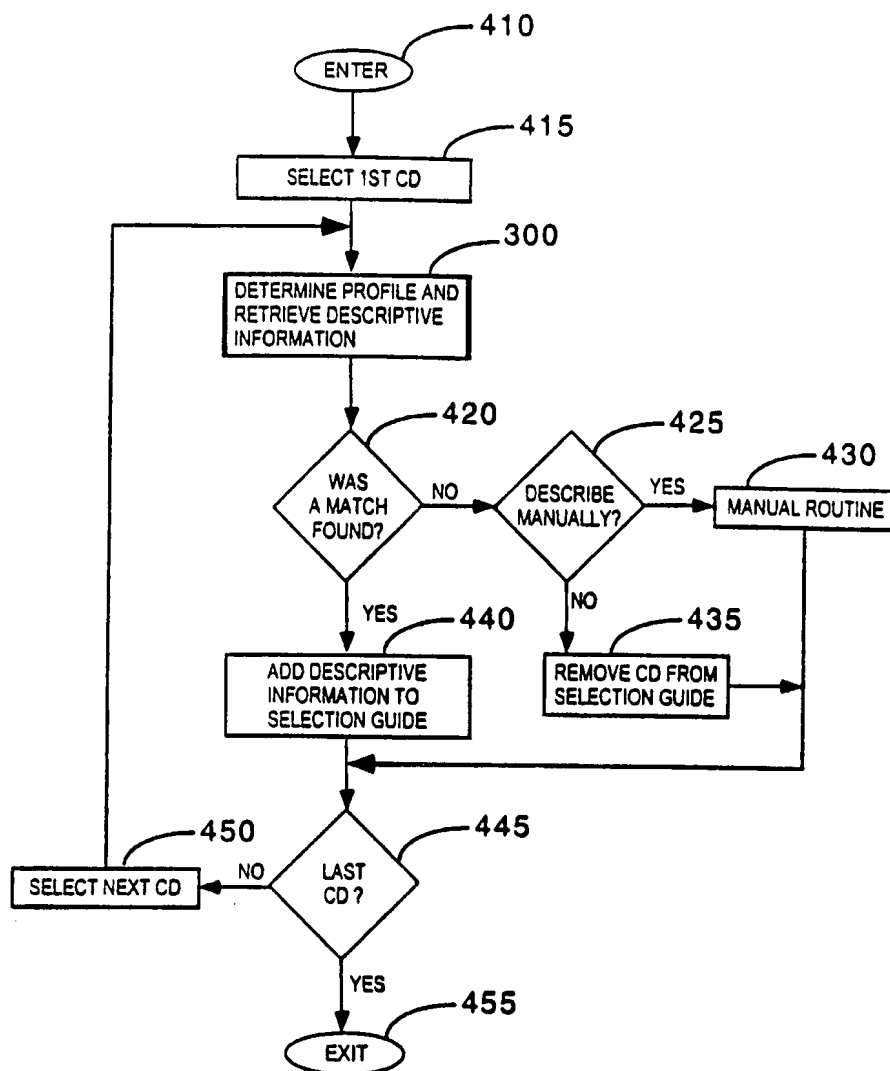 410
ENTER
415
SELECT 1ST CD
300
DETERMINE PROFILE AND
RETRIEVE DESCRIPTIVE
INFORMATION
420
WAS
A MATCH
FOUND?
NO
425
DESCRIBE
MANUALLY?
YES
430
MANUAL ROUTINE
NO
435
REMOVE CD FROM
SELECTION GUIDE
YES
440
ADD DESCRIPTIVE
INFORMATION TO
SELECTION GUIDE
445
LAST
CD ?
NO
450
SELECT NEXT CD
YES
455
EXIT